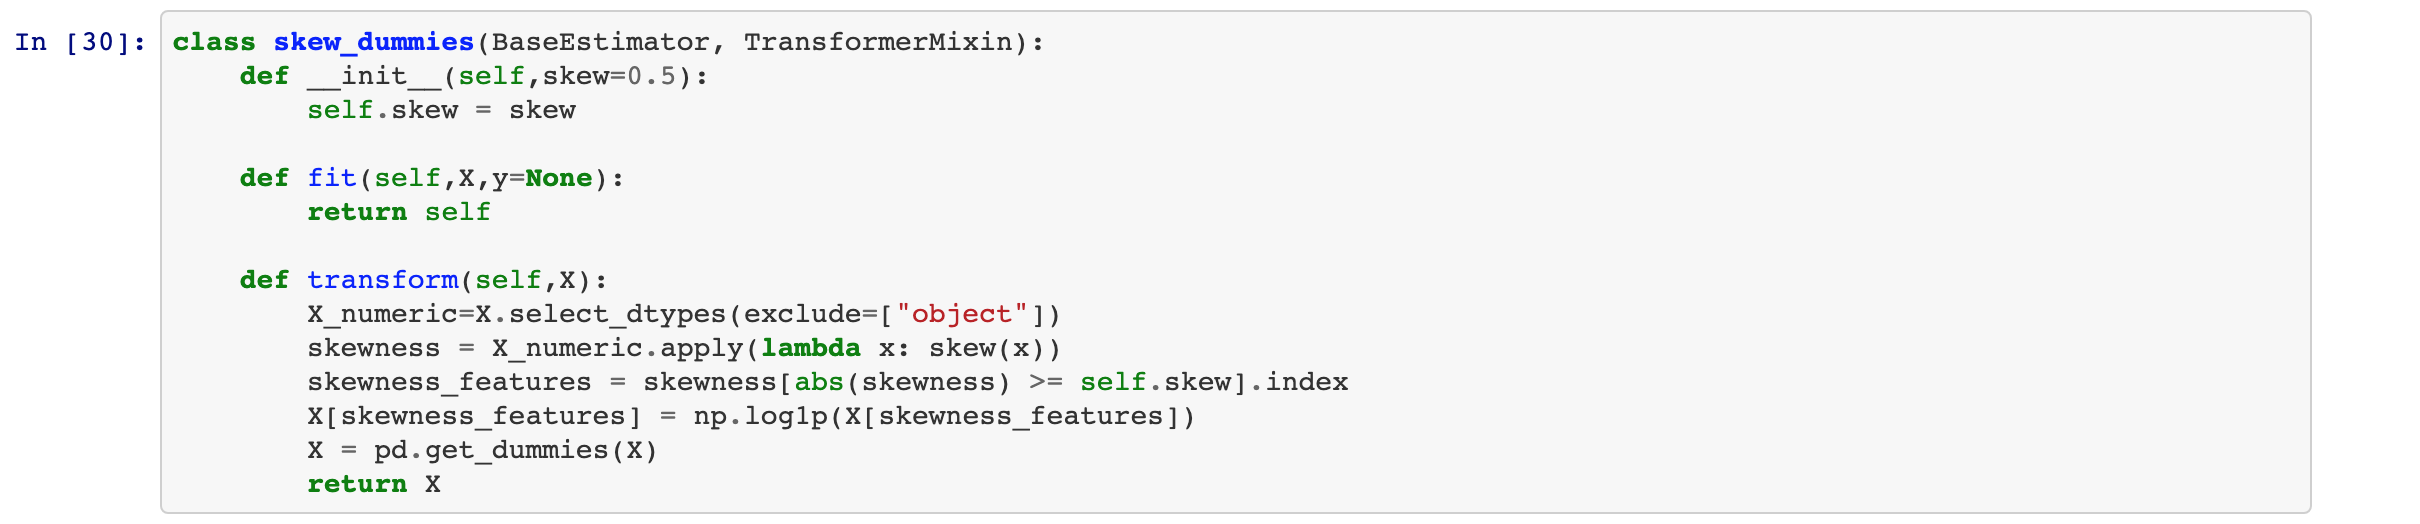 In [30]: class skew_dummies(BaseEstimator, TransformerMixin):
    def __init__(self,skew=0.5):
        self.skew = skew

    def fit(self,X,y=None):
        return self

    def transform(self,X):
        X_numeric=X.select_dtypes(exclude=["object"])
        skewness = X_numeric.apply(lambda x: skew(x))
        skewness_features = skewness[abs(skewness) >= self.skew].index
        X[skewness_features] = np.log1p(X[skewness_features])
        X = pd.get_dummies(X)
        return X